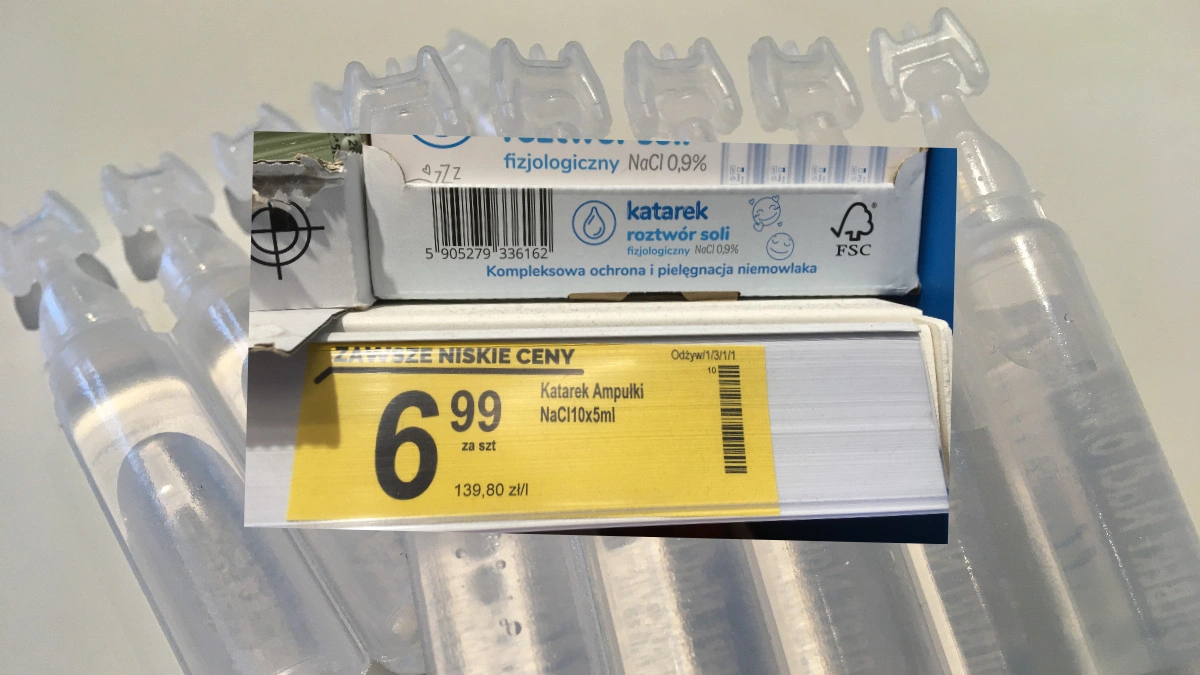 roztwór soli
fizjologiczny NaCl 0,9%
zZz
5 905279 336162
katarek
roztwór soli
fizjologiczny NaCl 0,9%
FSC
Kompleksowa ochrona i pielęgnacja niemowlaka
ZAWSZE NISKIE CENY
Odżyw/1/3/1/1
10
6 99
za szt
Katarek Ampułki
NaCl10x5ml
139,80 zł/l